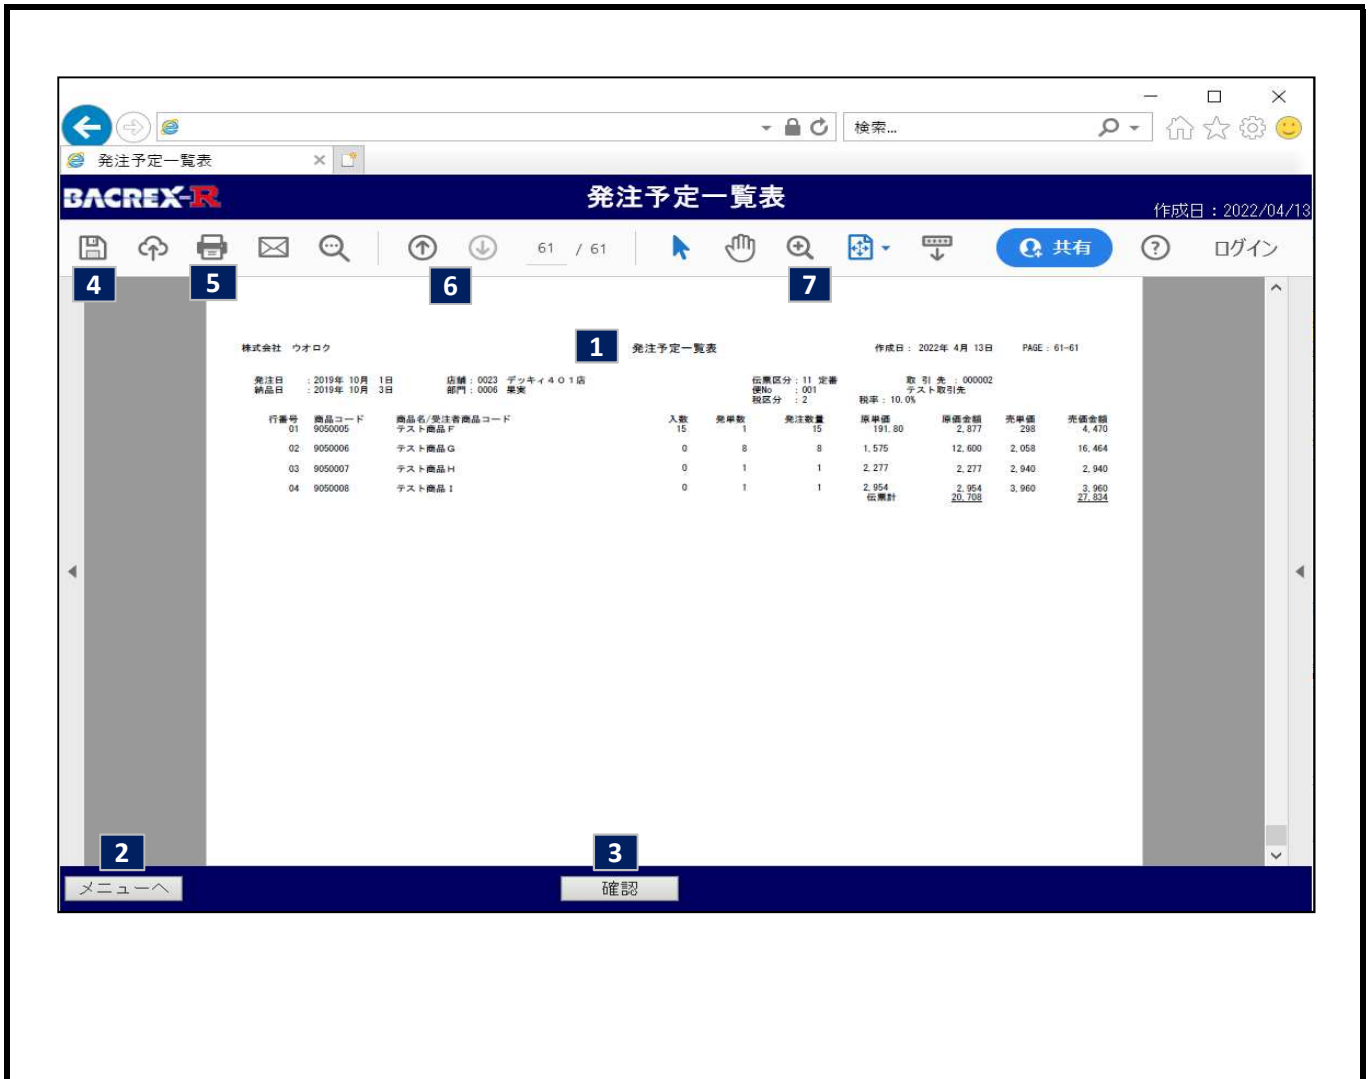 検索...
発注予定一覧表
BACREX-R 発注予定一覧表 作成日：2022/04/13
61 / 61 共有 ログイン
4 5 6 7
株式会社 ウオロク 1 発注予定一覧表 作成日： 2022年 4月 13日 PAGE：61-61
発注日 ：2019年 10月 1日 店舗：0023 デッキィ４０１店 伝票区分：11 定番 取 引 先 ：000002
納品日 ：2019年 10月 3日 部門：0006 果実 便No ：001 テスト取引先
税区分 ：2 税率：10.0%
行番号 商品コード 商品名/受注者商品コード 入数 発単数 発注数量 原単価 原価金額 売単価 売価金額
01 9050005 テスト商品Ｆ 15 1 15 191.80 2,877 298 4,470
02 9050006 テスト商品Ｇ 0 8 8 1,575 12,600 2,058 16,464
03 9050007 テスト商品Ｈ 0 1 1 2,277 2,277 2,940 2,940
04 9050008 テスト商品Ｉ 0 1 1 2,954 2,954 3,960 3,960
伝票計 20,708 27,834
2 3
メニューへ 確認